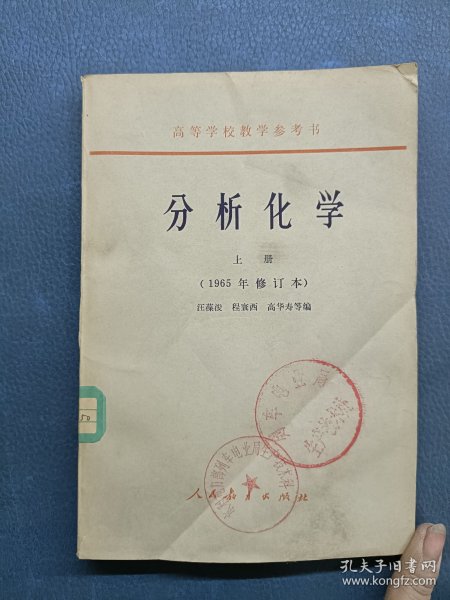 高等学校教学参考书
分析化学
上册
(1965年修订本)
汪葆浚 程寰西 高华寿等编
50
人民教育出版社
孔夫子旧书网
www.kongfz.com